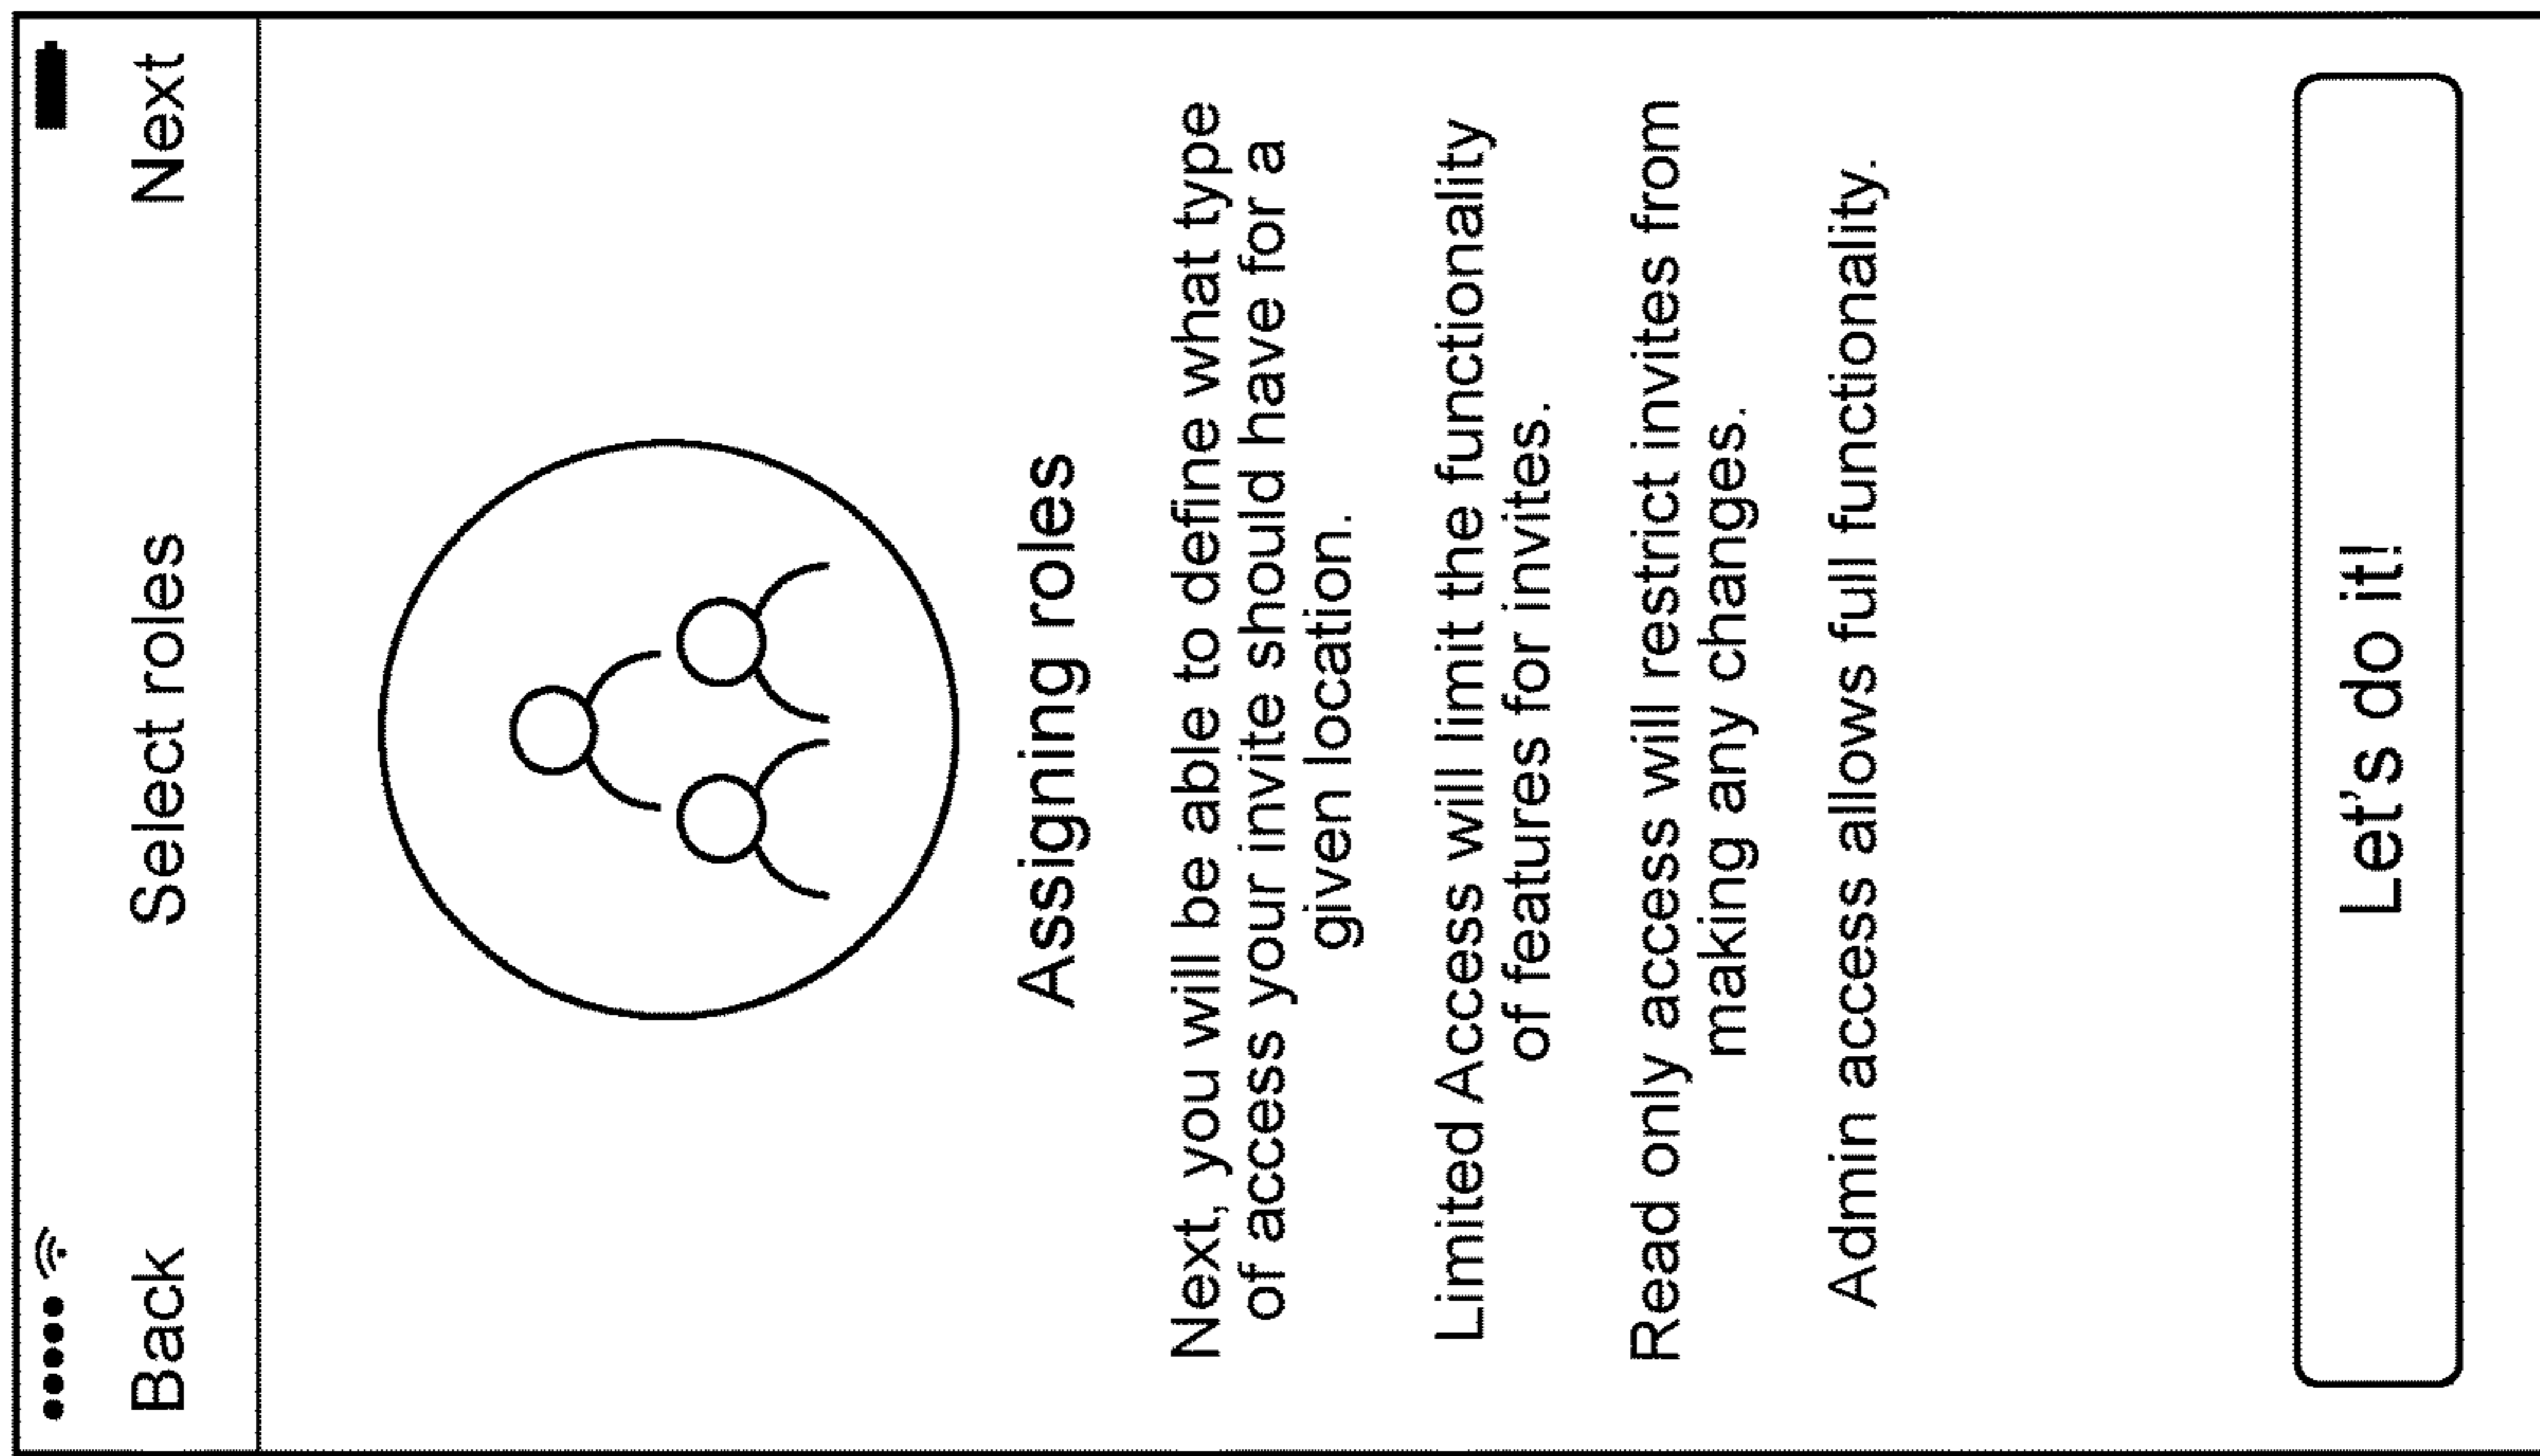 Back Select roles Next
Assigning roles
Next, you will be able to define what type
of access your invite should have for a
given location.
Limited Access will limit the functionality
of features for invites.
Read only access will restrict invites from
making any changes.
Admin access allows full functionality.
Let's do it!